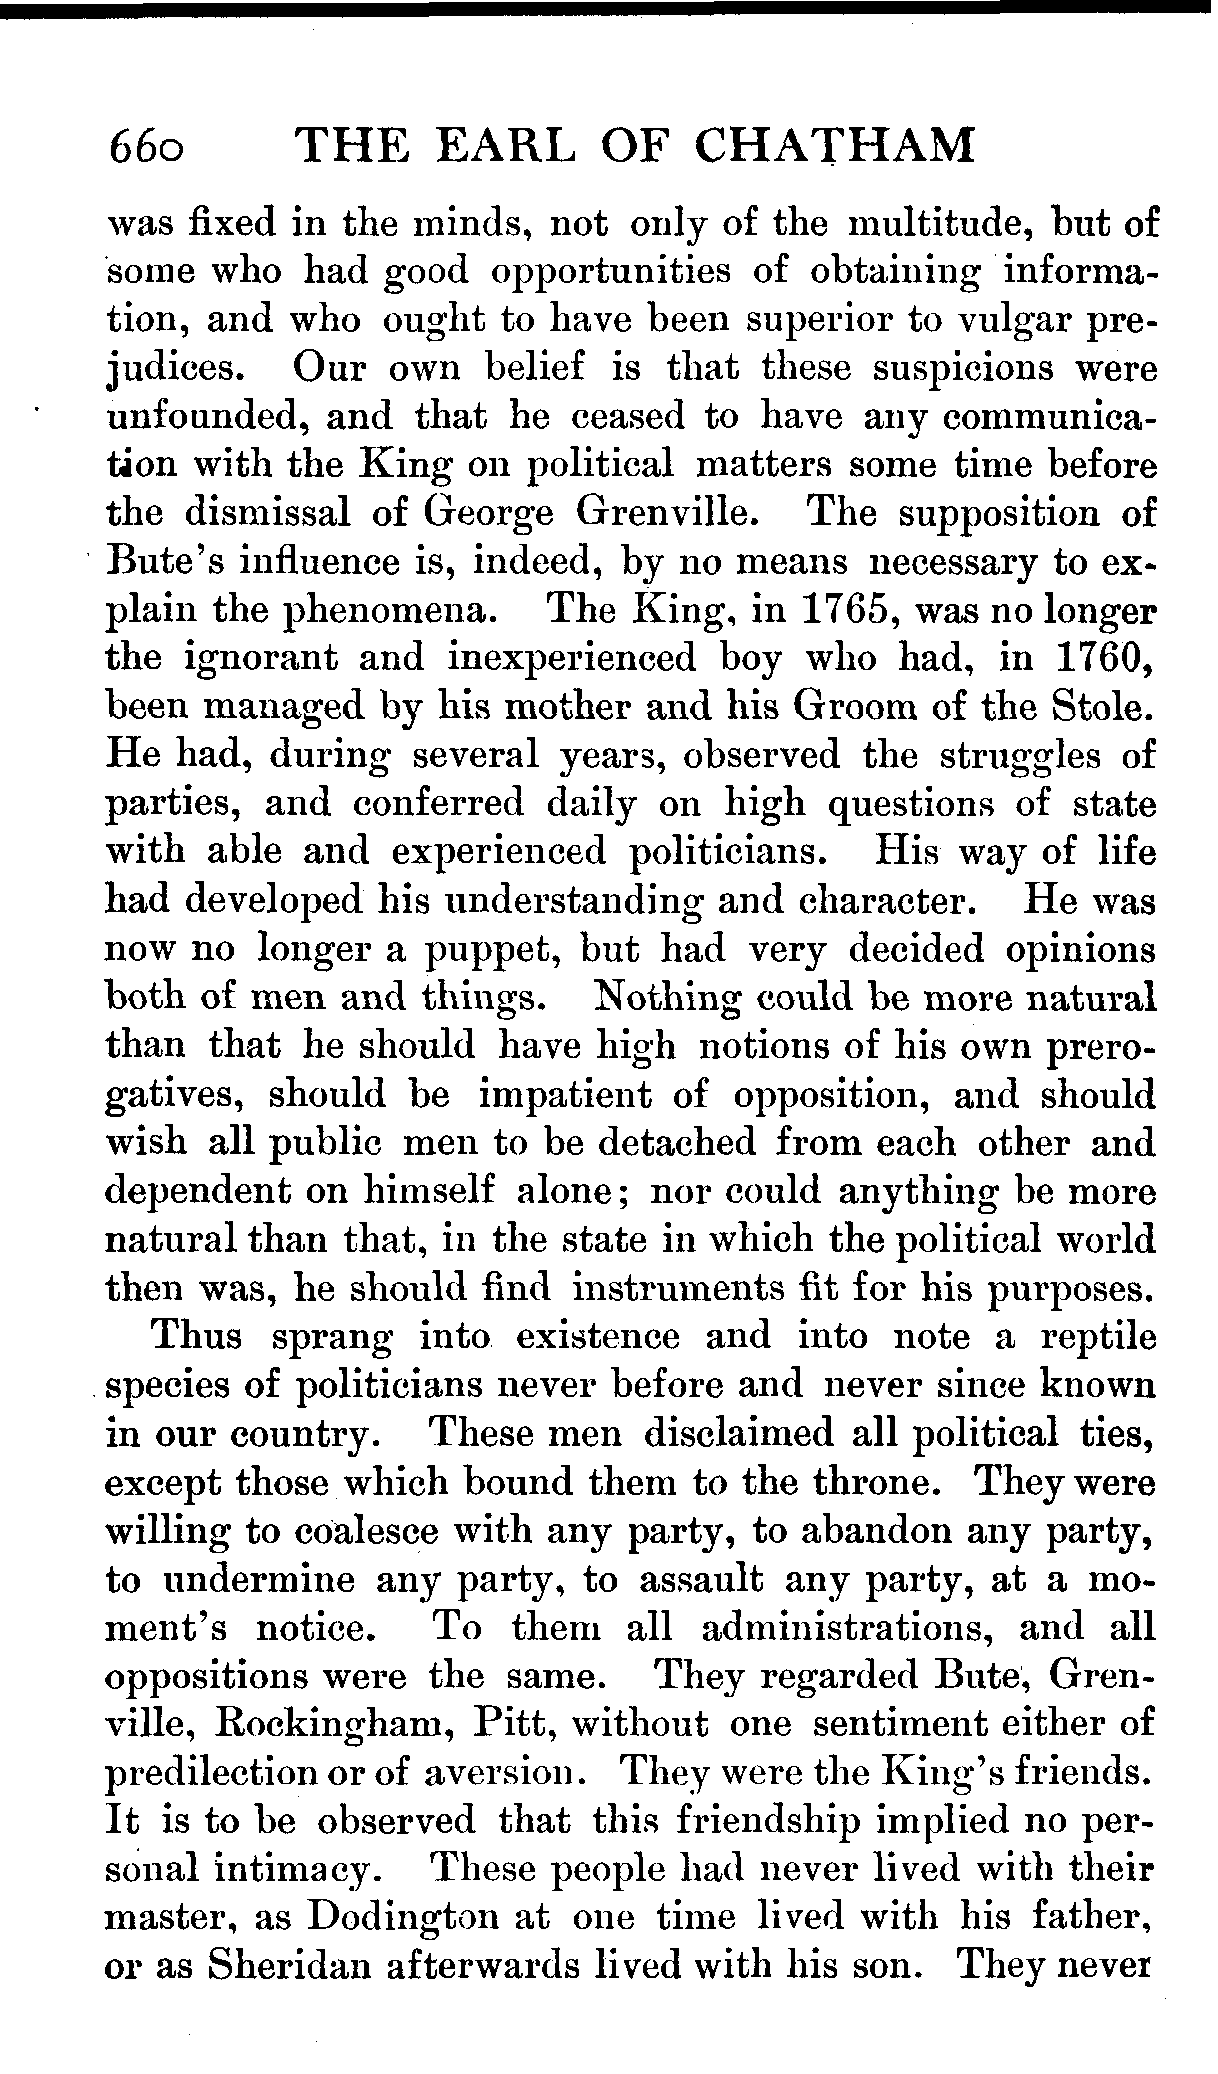 660 THE EARL OF CHATHAM
was fixed in the minds, not only of the multitude, but of
some who had good opportunities of obtaining informa-
tion, and who ought to have been superior to vulgar pre-
judices. Our own belief is that these suspicions were
unfounded, and that he ceased to have any communica-
tion with the King on political matters some time before
the dismissal of George Grenville. The supposition of
Bute's influence is, indeed, by no means necessary to ex-
plain the phenomena. The King, in 1765, was no longer
the ignorant and inexperienced boy who had, in 1760,
been managed by his mother and his Groom of the Stole.
He had, during several years, observed the struggles of
parties, and conferred daily on high questions of state
with able and experienced politicians. His way of life
had developed his understanding and character. He was
now no longer a puppet, but had very decided opinions
both of men and things. Nothing could be more natural
than that he should have high notions of his own prero-
gatives, should be impatient of opposition, and should
wish all public men to be detached from each other and
dependent on himself alone; nor could anything be more
natural than that, in the state in which the political world
then was, he should find instruments fit for his purposes.
Thus sprang into existence and into note a reptile
species of politicians never before and never since known
in our country. These men disclaimed all political ties,
except those which bound them to the throne. They were
willing to coalesce with any party, to abandon any party,
to undermine any party, to assault any party, at a mo-
ment's notice. To them all administrations, and all
oppositions were the same. They regarded Bute, Gren-
ville, Rockingham, Pitt, without one sentiment either of
predilection or of aversion. They were the King's friends.
It is to be observed that this friendship implied no per-
sonal intimacy. These people had never lived with their
master, as Dodington at one time lived with his father,
or as Sheridan afterwards lived with his son. They never